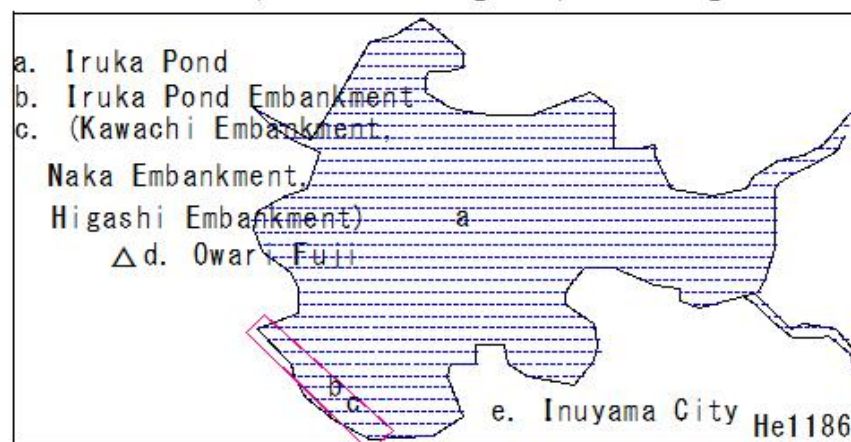 a. Iruka Pond
b. Iruka Pond Embankment
c. (Kawachi Embankment,
Naka Embankment,
Higashi Embankment)
a
△d. Owari Fuji
b
c
e. Inuyama City
He1186